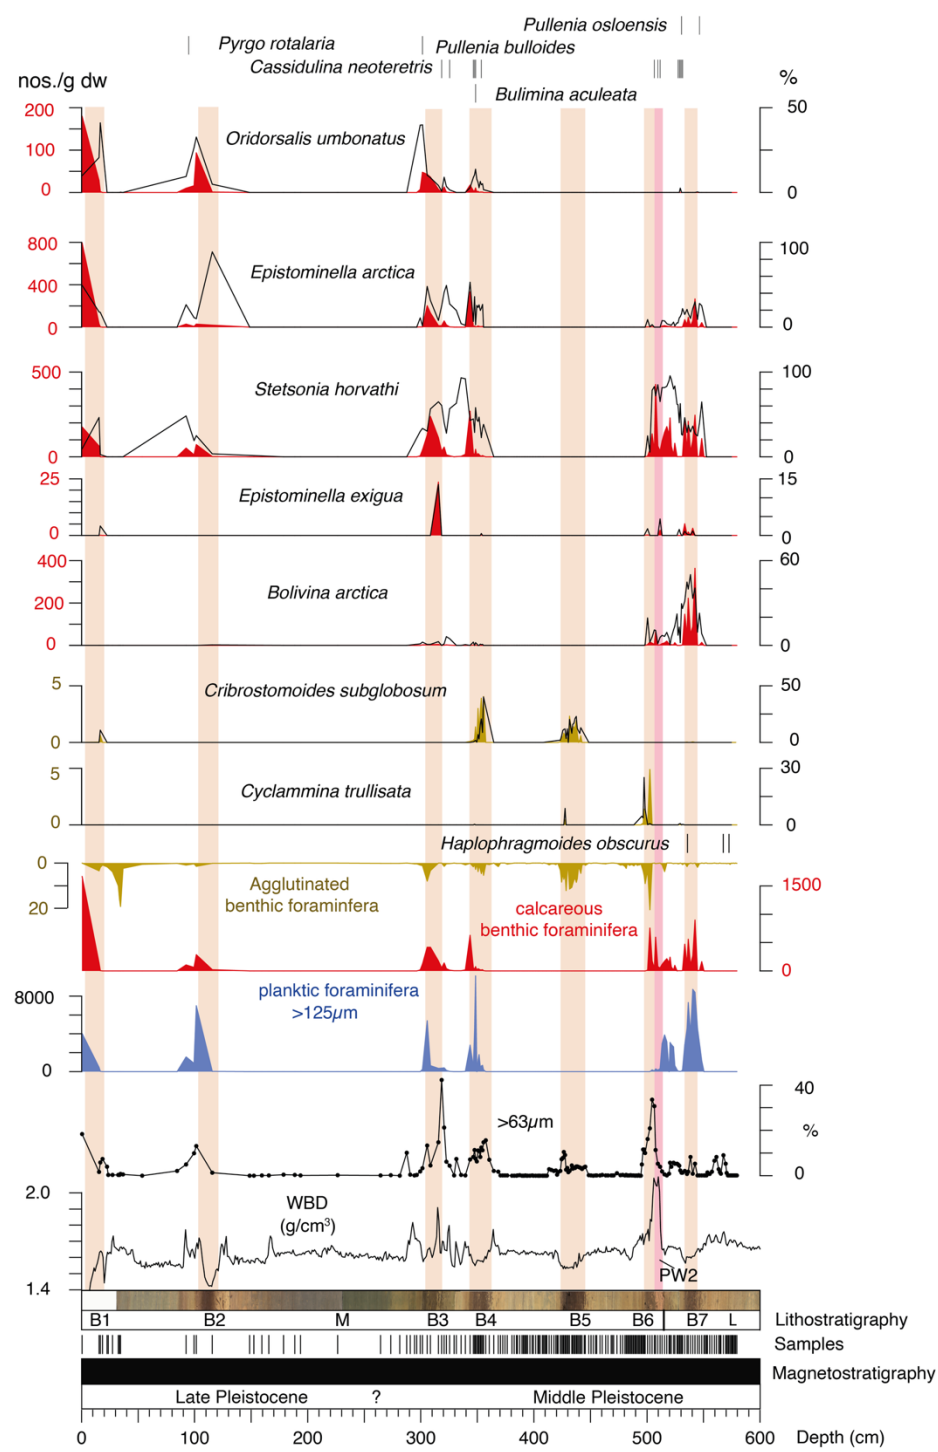 Pullenia osloensis
Pyrgo rotalaria
Pullenia bulloides
Cassidulina neoteretris
nos./g dw
%
Bulimina aculeata
200
100
0
Oridorsalis umbonatus
50
0
800
400
0
Epistominella arctica
100
0
500
0
Stetsonia horvathi
100
0
25
0
Epistominella exigua
15
0
400
200
0
Bolivina arctica
60
0
5
0
Cribrostomoides subglobosum
50
0
5
0
Cyclammina trullisata
30
0
Haplophragmoides obscurus
0
20
Agglutinated
benthic foraminfera
calcareous
benthic foraminifera
1500
0
8000
0
planktic foraminifera
>125µm
>63µm
40
%
0
2.0
1.4
WBD
(g/cm³)
PW2
B1 B2 M B3 B4 B5 B6 B7 L
Lithostratigraphy
Samples
Magnetostratigraphy
Late Pleistocene ? Middle Pleistocene
0 100 200 300 400 500 600 Depth (cm)